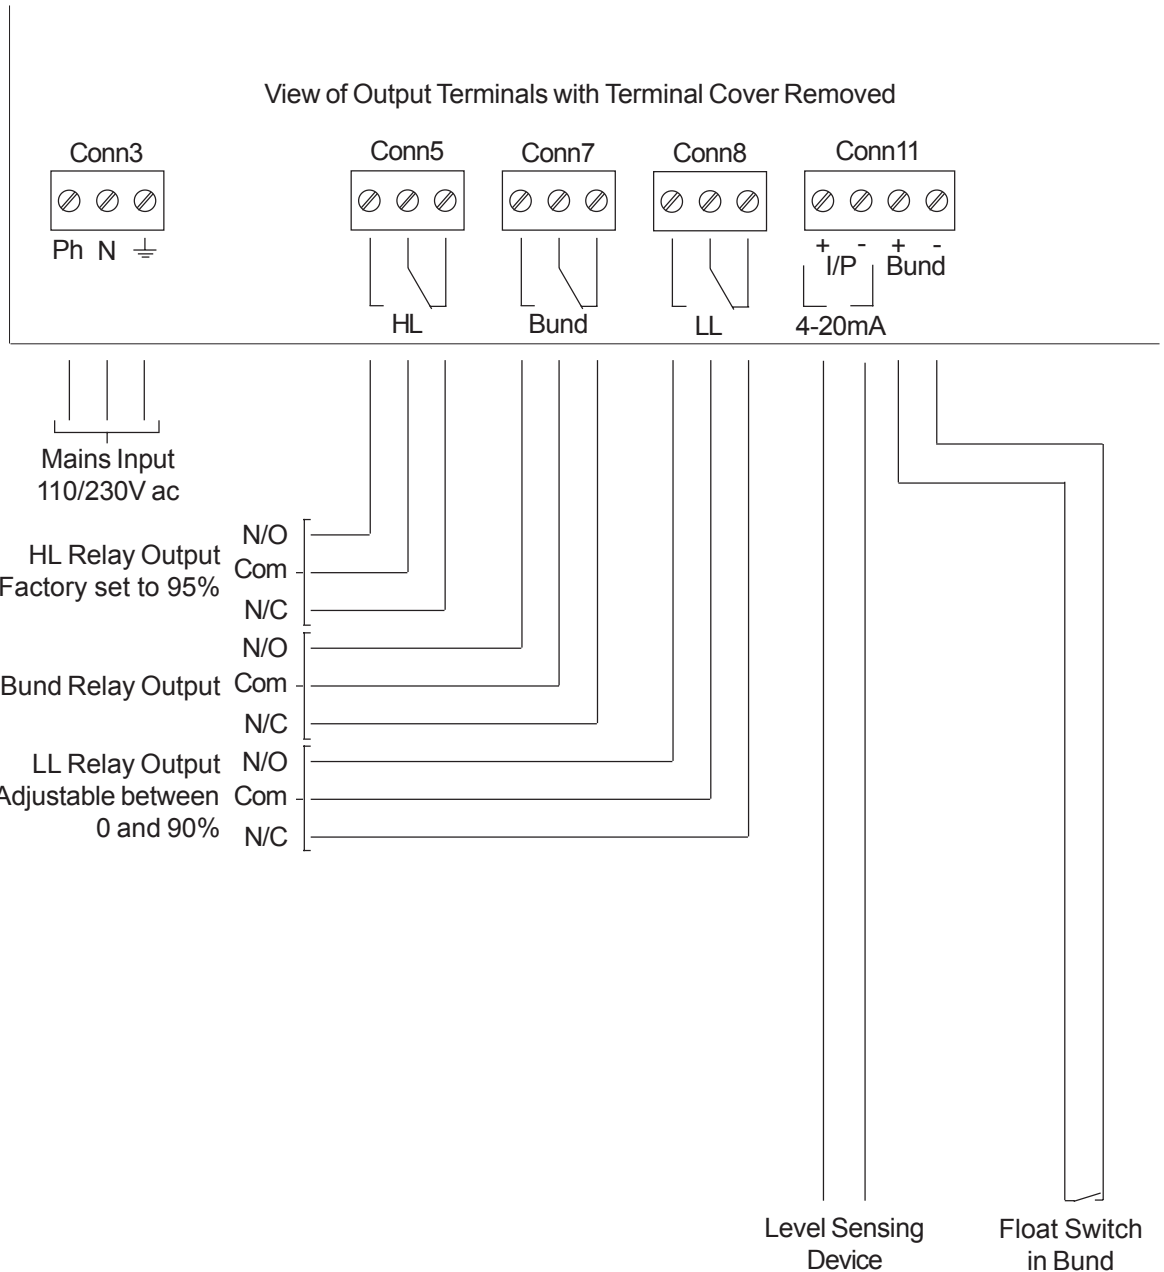 View of Output Terminals with Terminal Cover Removed
Conn3
Conn5
Conn7
Conn8
Conn11
Ph N
+ - + -
I/P Bund
HL
Bund
LL
4-20mA
Mains Input
110/230V ac
HL Relay Output
Factory set to 95%
N/O
Com
N/C
Bund Relay Output
N/O
Com
N/C
LL Relay Output
Adjustable between
0 and 90%
N/O
Com
N/C
Level Sensing
Device
Float Switch
in Bund